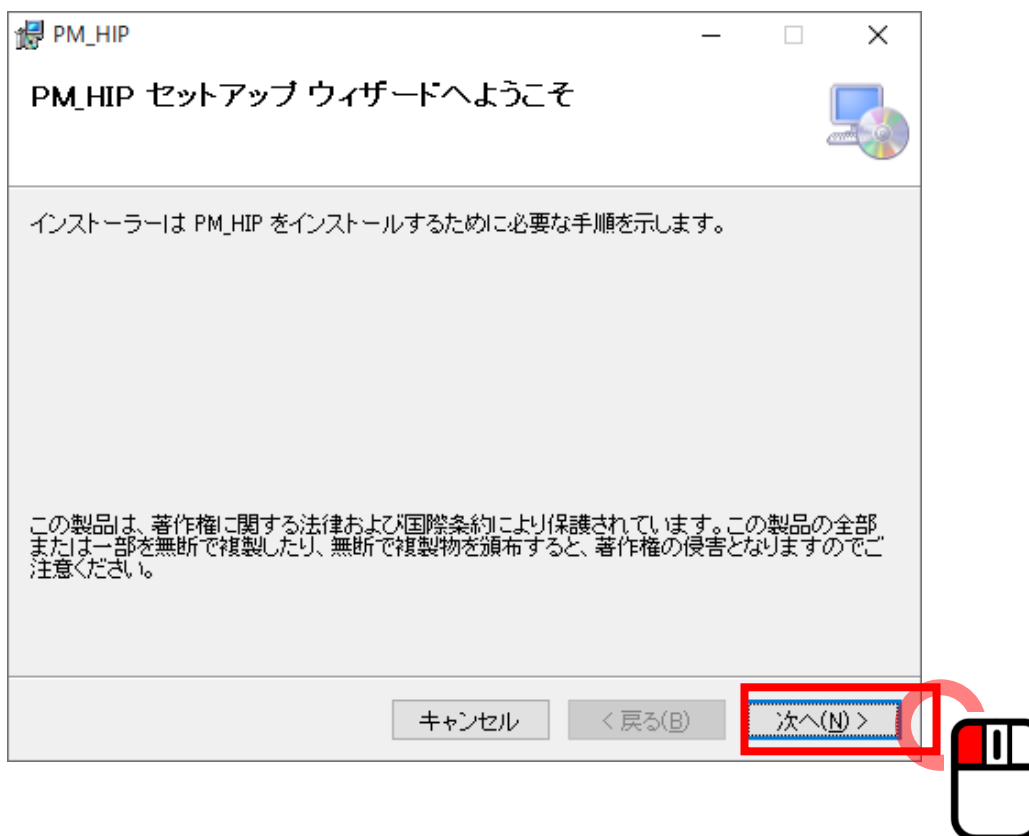 PM_HIP
PM_HIP セットアップ ウィザードへようこそ
インストーラーは PM_HIP をインストールするために必要な手順を示します。
この製品は、著作権に関する法律および国際条約により保護されています。この製品の全部
または一部を無断で複製したり、無断で複製物を頒布すると、著作権の侵害となりますのでご
注意ください。
キャンセル
< 戻る(B)
次へ(N) >